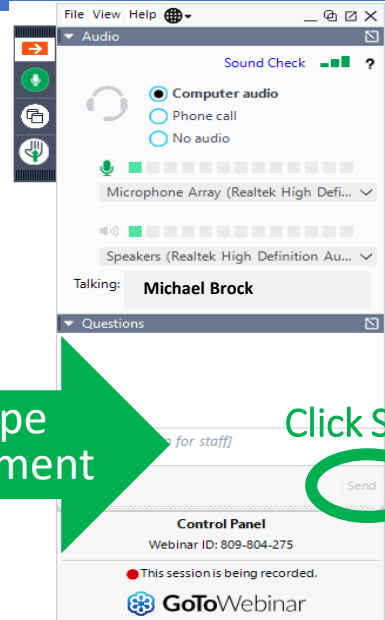 File View Help
Audio
Sound Check ?
Computer audio
Phone call
No audio
Microphone Array (Realtek High Defi...
Speakers (Realtek High Definition Au...
Talking: Michael Brock
Questions
for staff]
Click S
pe
ment
Send
Control Panel
Webinar ID: 809-804-275
This session is being recorded.
GoToWebinar